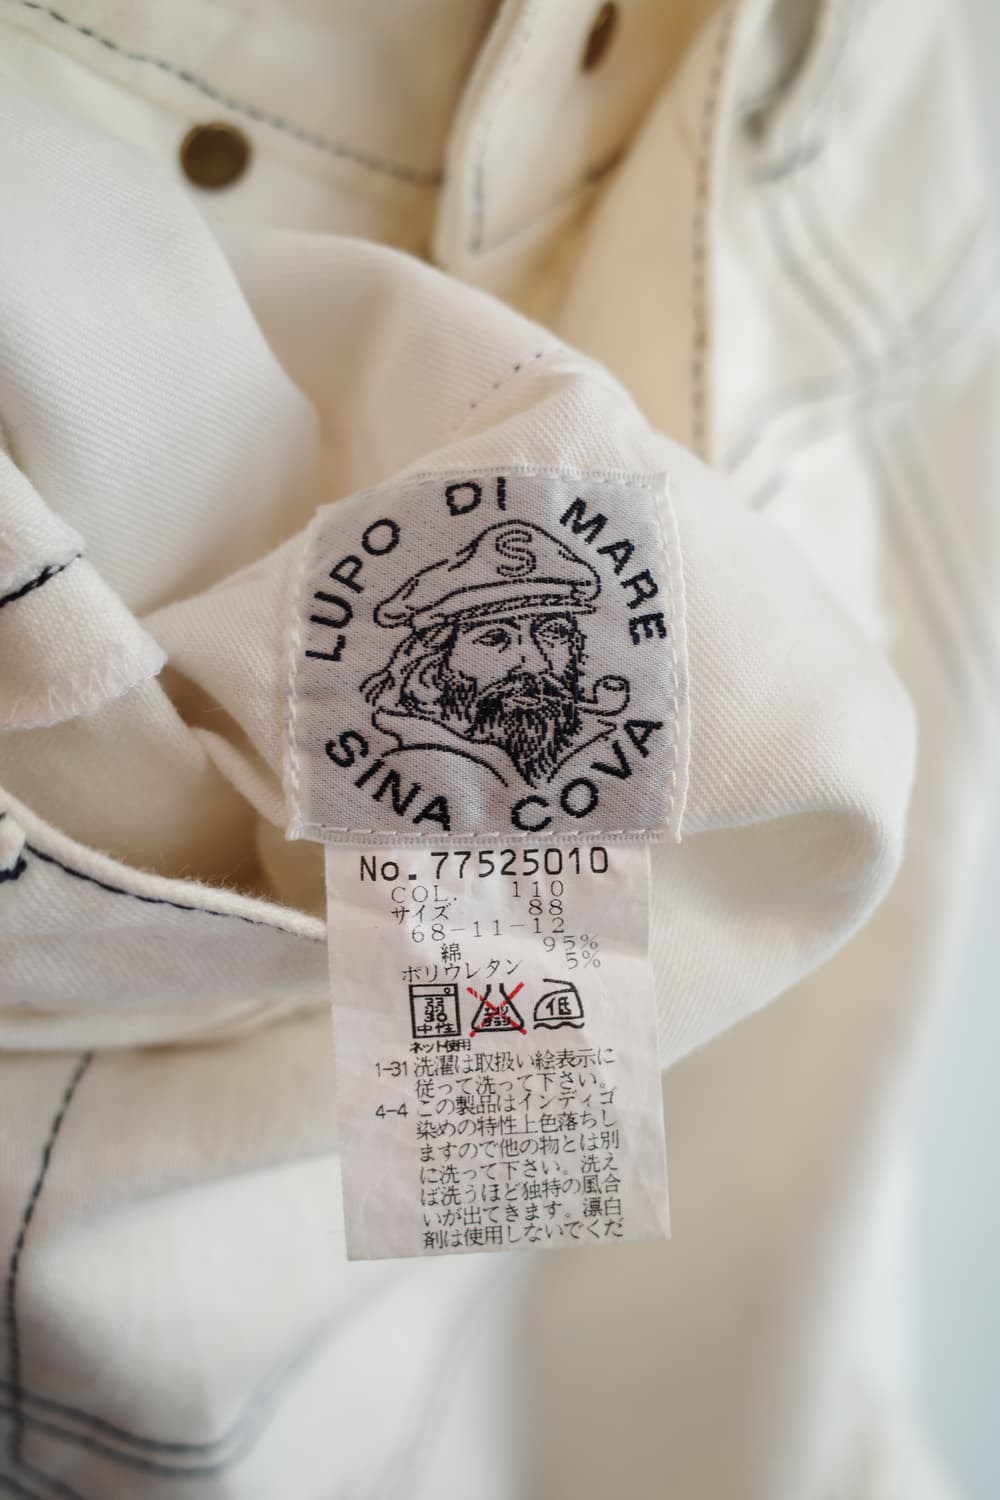 LUPO DI MARE
S
SINA COVA
No. 77525010
COL. 110
サイズ 88
68-11-12
綿 95%
ポリウレタン 5%
弱 30 中性
低
ネット使用
1-31 洗濯は取扱い絵表示に
従って洗って下さい。
4-4 この製品はインディゴ
染めの特性上色落ちし
ますので他の物とは別
に洗って下さい。洗え
ば洗うほど独特の風合
いが出てきます。漂白
剤は使用しないでくだ